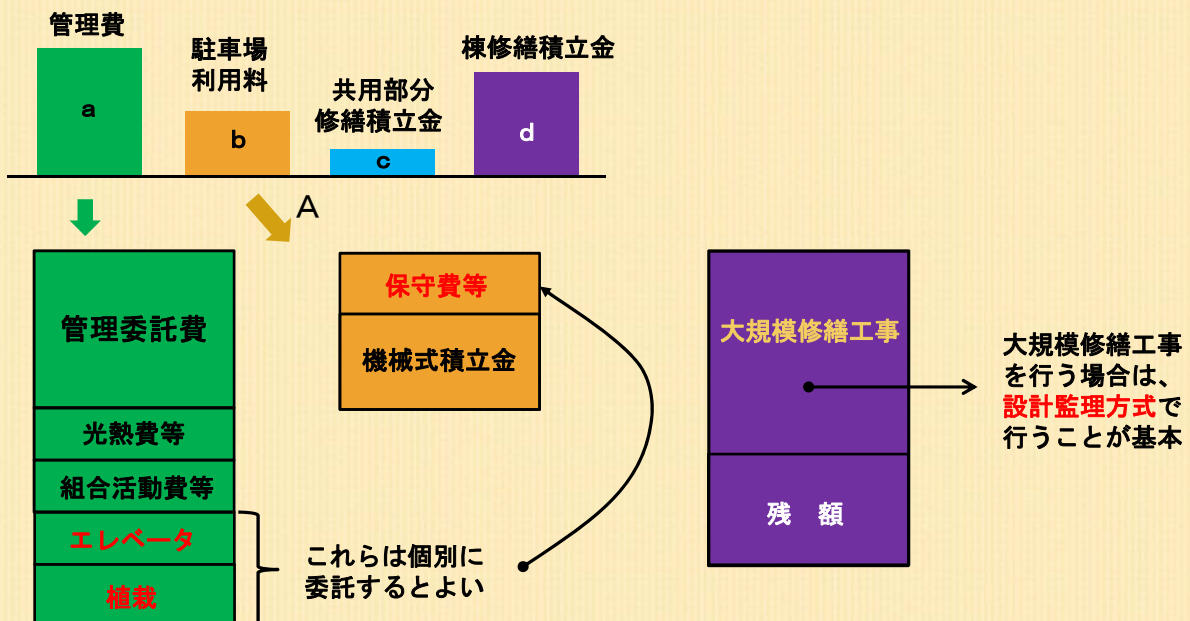 管理費
a
駐車場
利用料
b
共用部分
修繕積立金
c
棟修繕積立金
d
A
管理委託費
光熱費等
組合活動費等
エレベータ
植栽
保守費等
機械式積立金
これらは個別に
委託するとよい
大規模修繕工事
残　額
大規模修繕工事
を行う場合は、
設計監理方式で
行うことが基本